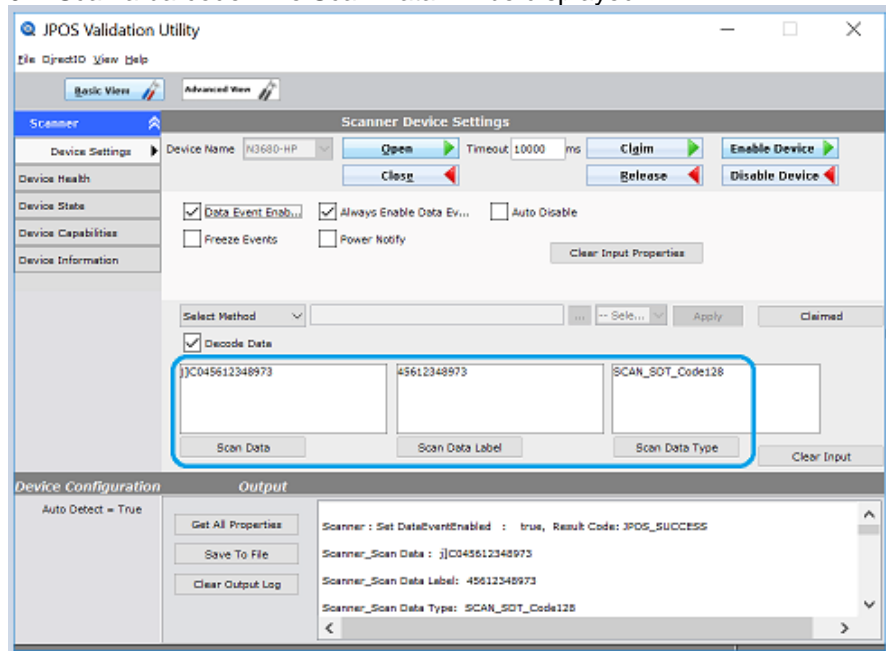 JPOS Validation Utility
File DirectIO View Help
Basic View Advanced View
Scanner
Scanner Device Settings
Device Settings
Device Name N3680-HP Open Timeout 10000 ms Claim Enable Device
Device Health
Close Release Disable Device
Device State
Data Event Enab... Always Enable Data Ev... Auto Disable
Device Capabilities
Freeze Events Power Notify
Clear Input Properties
Device Information
Select Method ... -- Sele... Apply Claimed
Decode Data
j]C045612348973 45612348973 SCAN_SDT_Code128
Scan Data Scan Data Label Scan Data Type Clear Input
Device Configuration Output
Auto Detect = True
Get All Properties
Save To File
Clear Output Log
Scanner : Set DataEventEnabled : true, Result Code: JPOS_SUCCESS
Scanner_Scan Data : j]C045612348973
Scanner_Scan Data Label: 45612348973
Scanner_Scan Data Type: SCAN_SDT_Code128